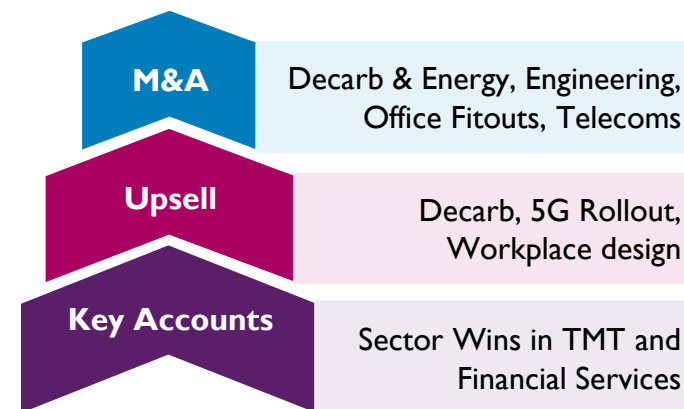 M&A
Decarb & Energy, Engineering,
Office Fitouts, Telecoms
Upsell
Decarb, 5G Rollout,
Workplace design
Key Accounts
Sector Wins in TMT and
Financial Services